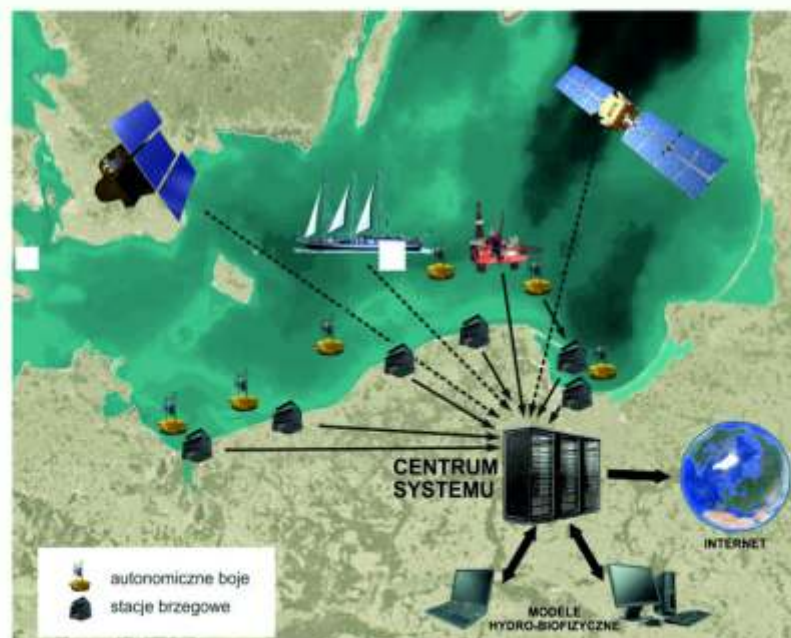 CENTRUM
SYSTEMU
INTERNET
autonomiczne boje
stacje brzegowe
MODELE
HYDRO-BIOFIZYCZNE